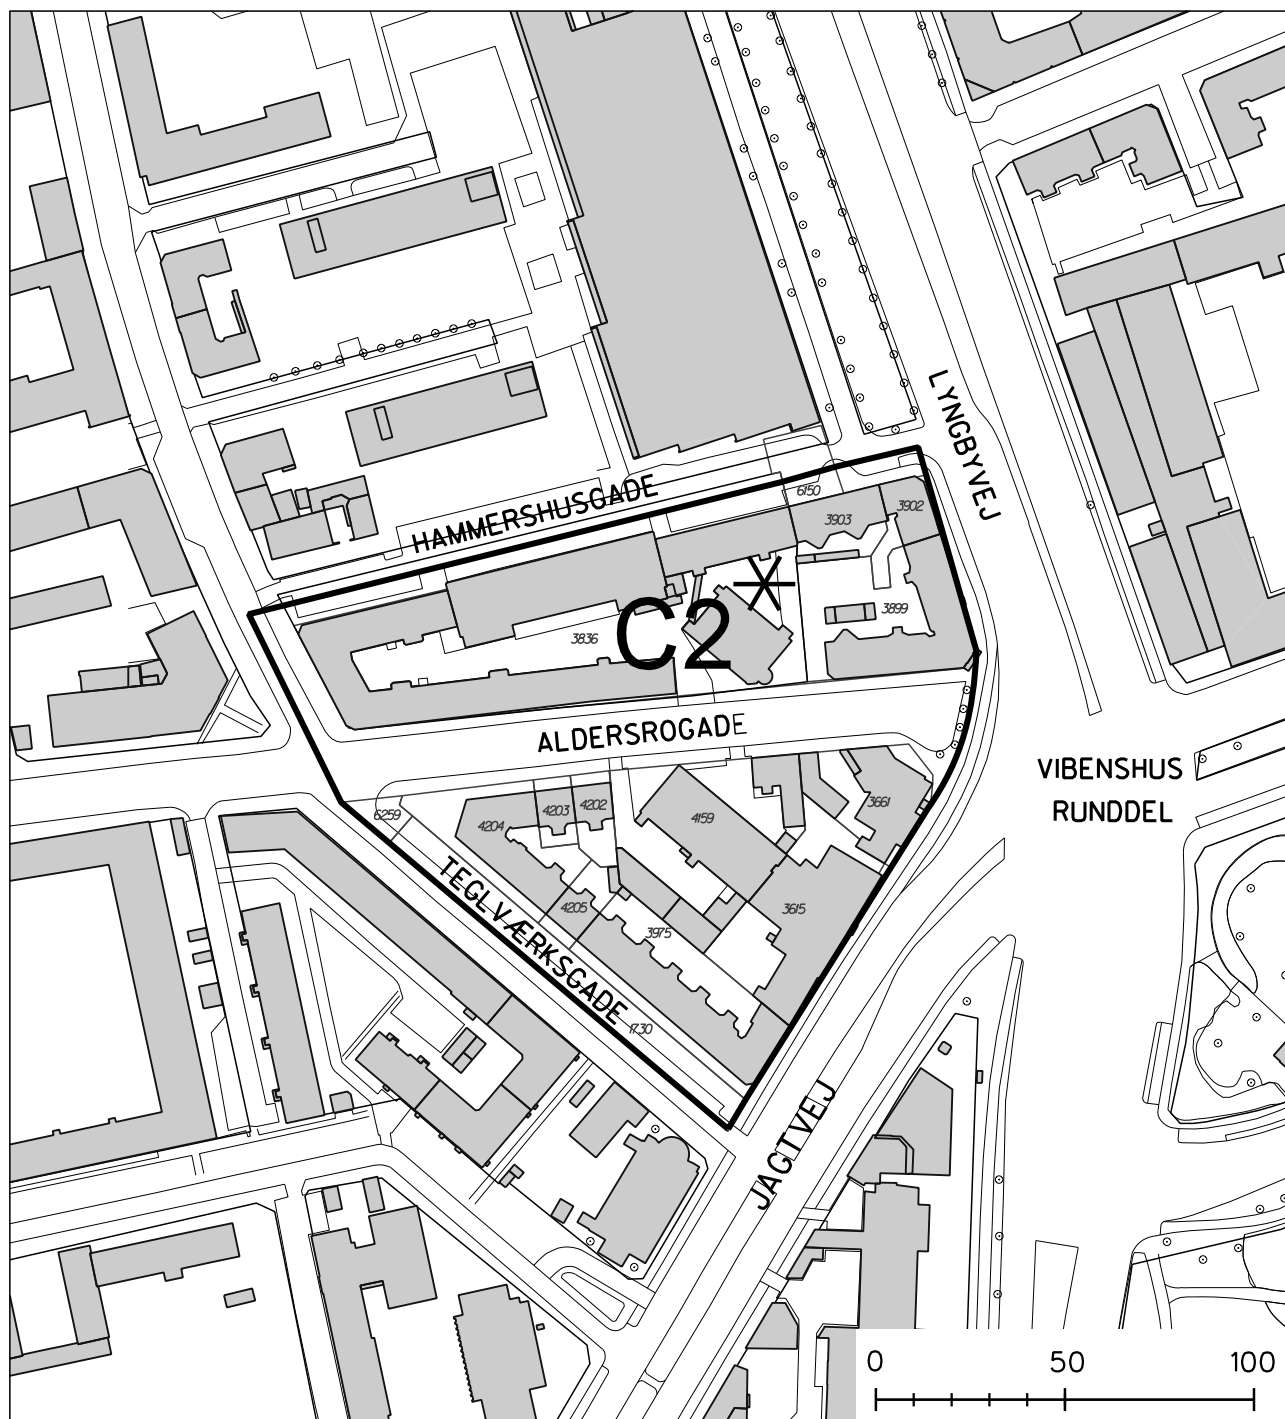 LYNGBYVEJ
HAMMERSHUSGADE
6150
3903
3902
3899
C2
3836
ALDERSROGADE
VIBENSHUS
RUNDDEL
3661
6259
4203
4202
4204
4159
TEGLVÆRKSGADE
4205
3615
3975
1730
JAGTVEJ
0 50 100